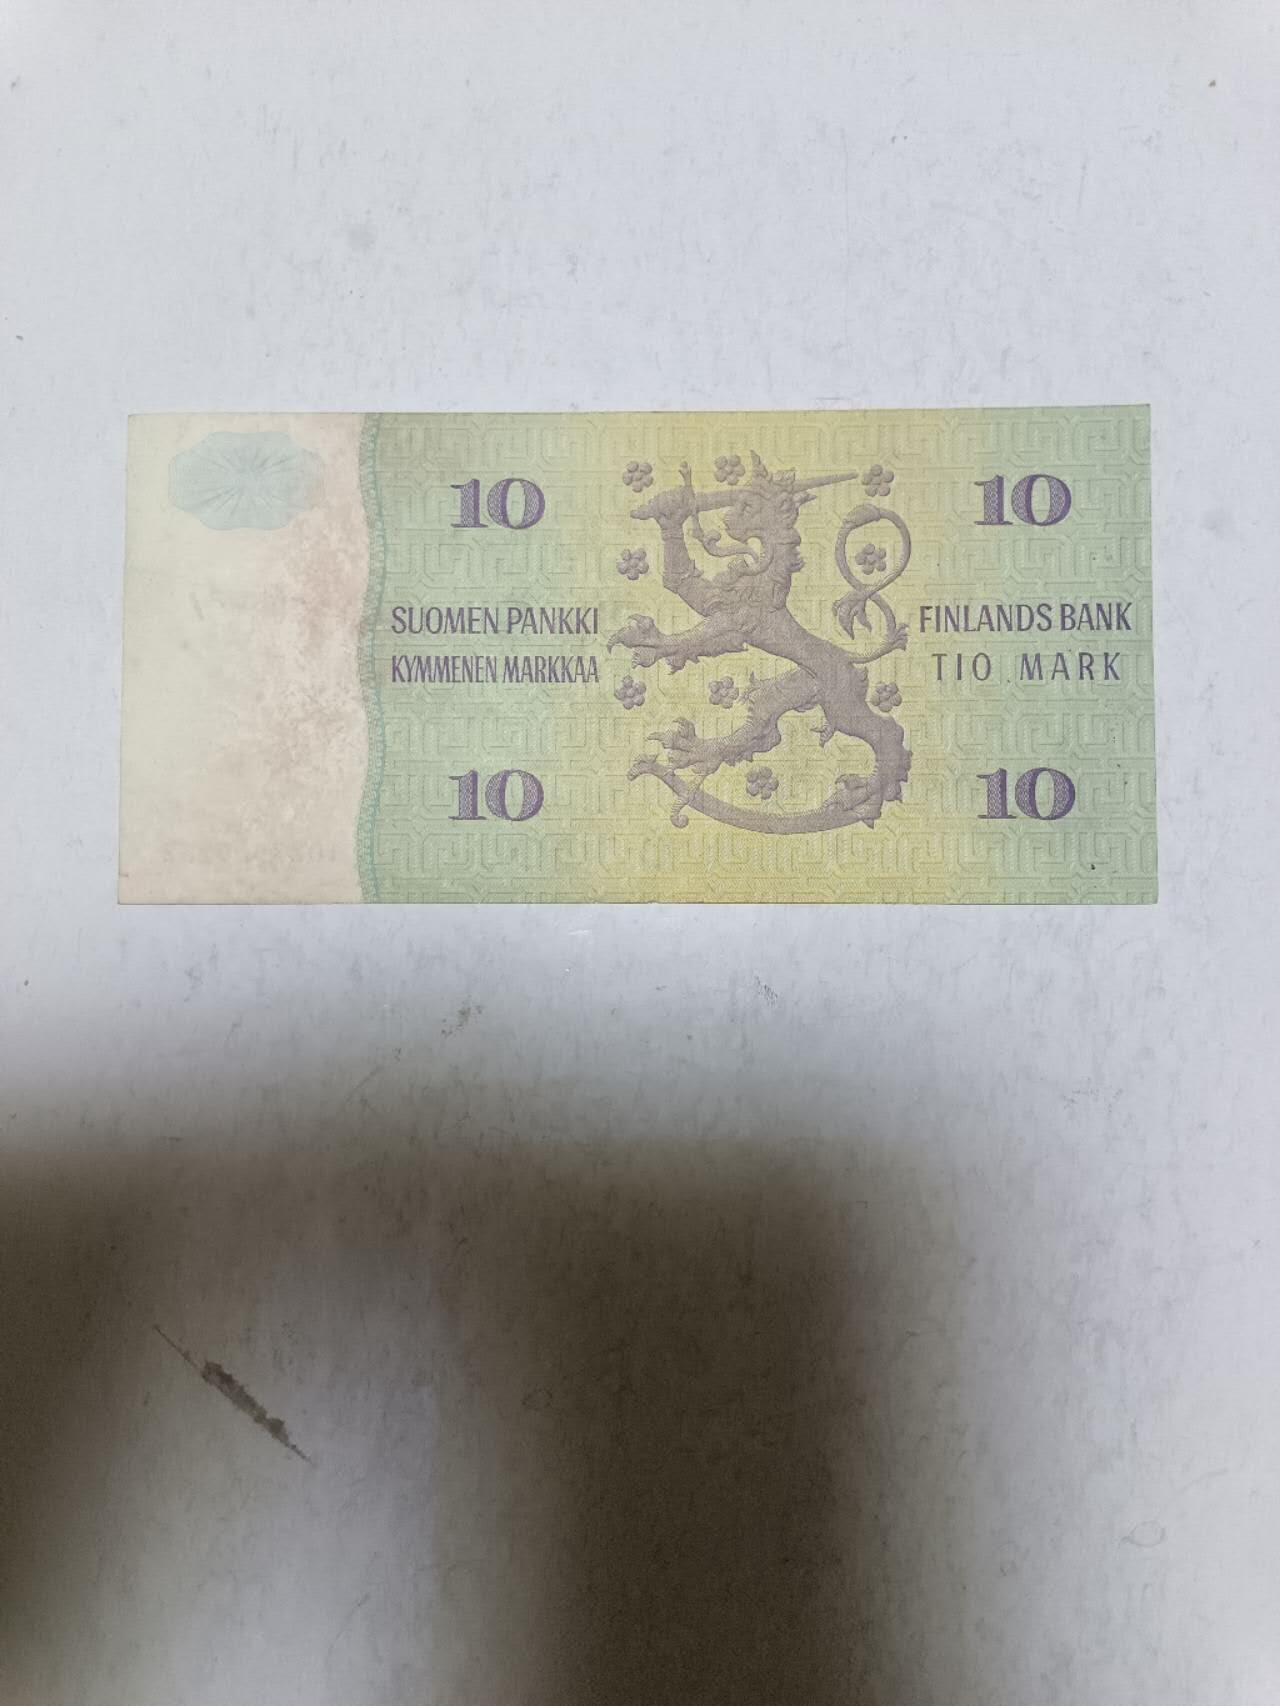 10 10
SUOMEN PANKKI
KYMMENEN MARKKAA
FINLANDS BANK
TIO MARK
10 10